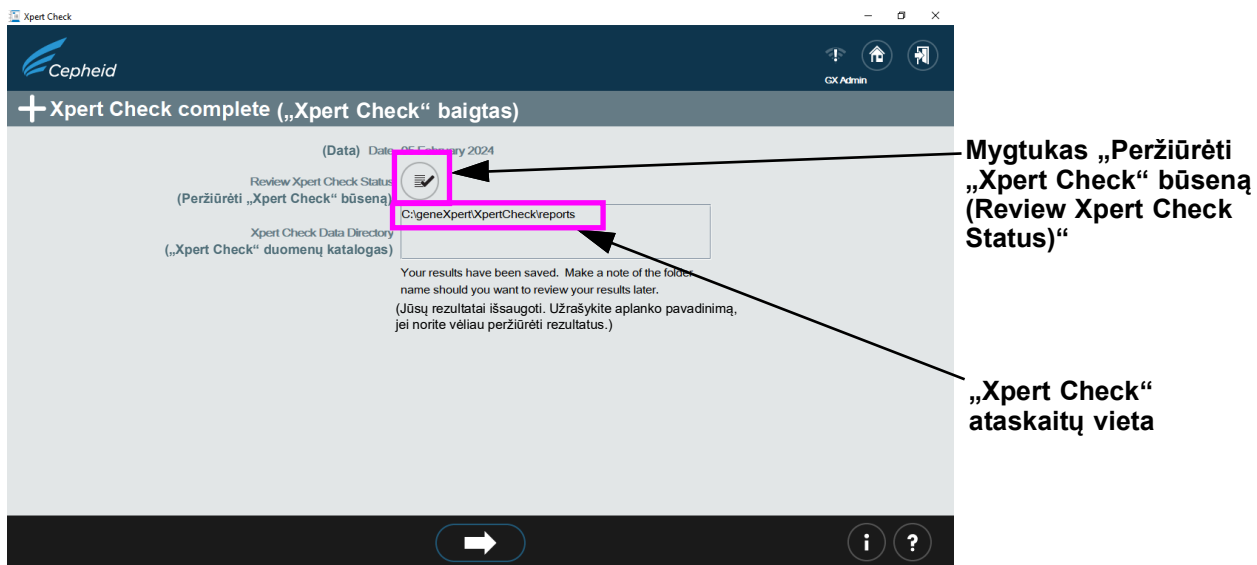 Xpert Check
Cepheid
GX Admin
Xpert Check complete („Xpert Check“ baigtas)
(Data) Date 05 February 2024
Review Xpert Check Status
(Peržiūrėti „Xpert Check“ būseną)
C:\geneXpert\XpertCheck\reports
Xpert Check Data Directory
(„Xpert Check“ duomenų katalogas)
Your results have been saved. Make a note of the folder
name should you want to review your results later.
(Jūsų rezultatai išsaugoti. Užrašykite aplanko pavadinimą,
jei norite vėliau peržiūrėti rezultatus.)
Mygtukas „Peržiūrėti
„Xpert Check“ būseną
(Review Xpert Check
Status)“
„Xpert Check“
ataskaitų vieta
i ?